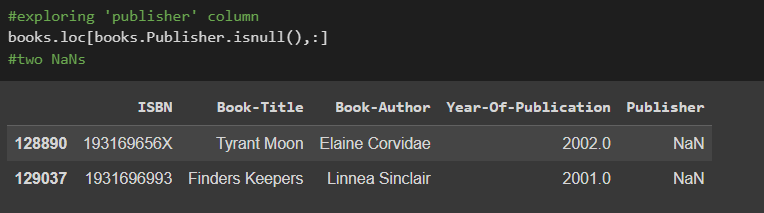 #exploring 'publisher' column
books.loc[books.Publisher.isnull(),:]
#two NaNs
ISBN Book-Title Book-Author Year-Of-Publication Publisher
128890 193169656X Tyrant Moon Elaine Corvidae 2002.0 NaN
129037 1931696993 Finders Keepers Linnea Sinclair 2001.0 NaN